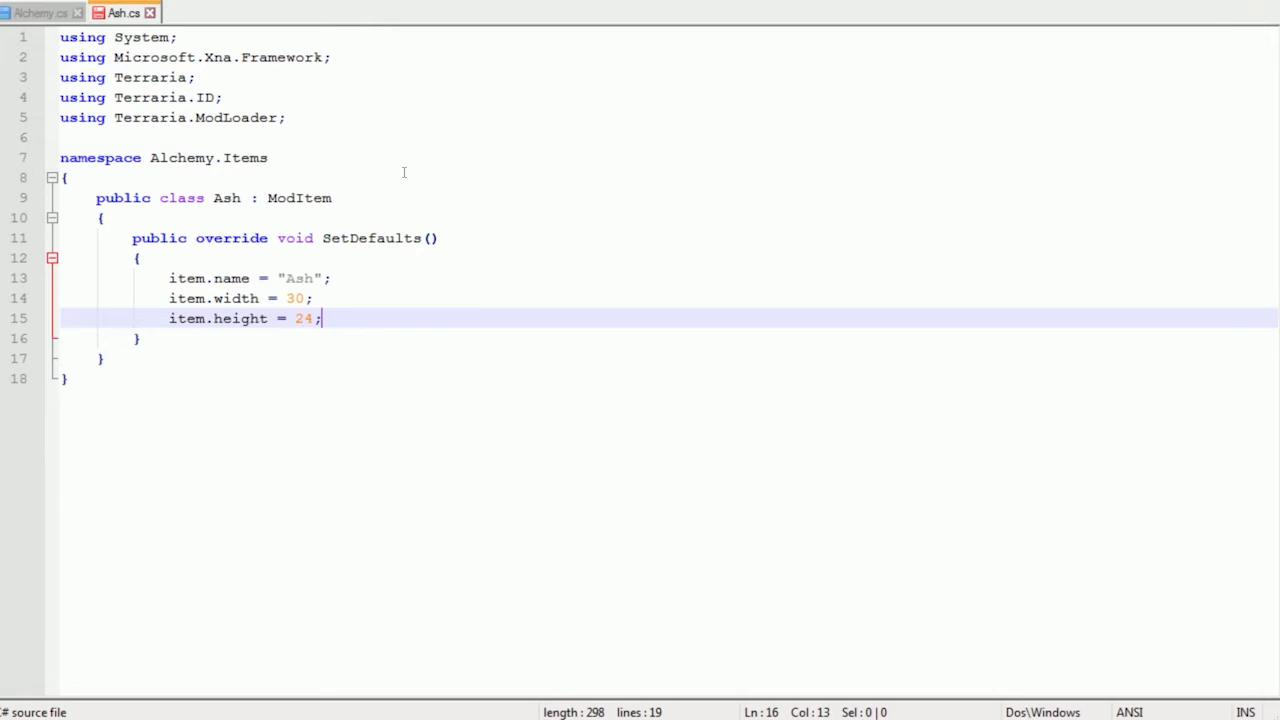 Alchemy.cs Ash.cs
1 using System;
2 using Microsoft.Xna.Framework;
3 using Terraria;
4 using Terraria.ID;
5 using Terraria.ModLoader;
6
7 namespace Alchemy.Items
8 {
9 public class Ash : ModItem
10 {
11 public override void SetDefaults()
12 {
13 item.name = "Ash";
14 item.width = 30;
15 item.height = 24;
16 }
17 }
18 }
# source file length : 298 lines : 19 Ln : 16 Col : 13 Sel : 0 | 0 Dos\Windows ANSI INS